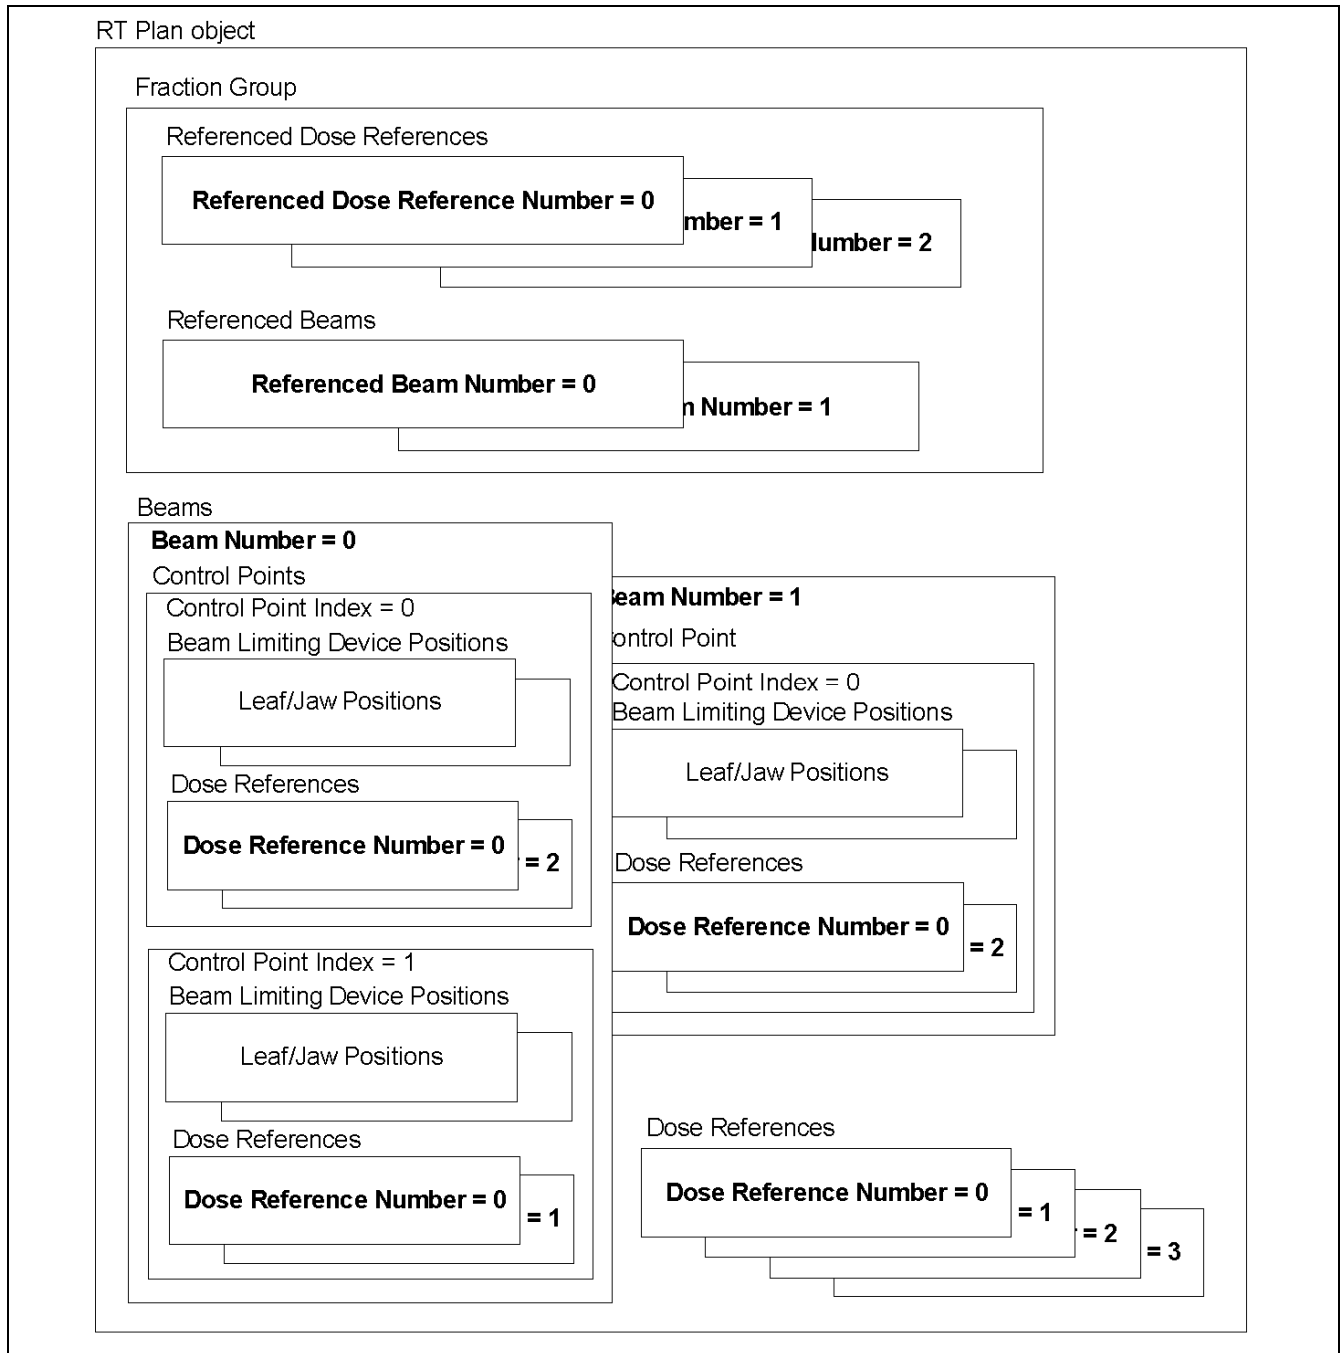 RT Plan object
Fraction Group
Referenced Dose References
Referenced Dose Reference Number = 0
= 1
= 2
Referenced Beams
Referenced Beam Number = 0
Number = 1
Beams
Beam Number = 0
Control Points
Control Point Index = 0
Beam Limiting Device Positions
Leaf/Jaw Positions
Dose References
Dose Reference Number = 0
= 2
Control Point Index = 1
Beam Limiting Device Positions
Leaf/Jaw Positions
Dose References
Dose Reference Number = 0
= 1
Beam Number = 1
Point
Control Point Index = 0
Beam Limiting Device Positions
Leaf/Jaw Positions
Dose References
Dose Reference Number = 0
= 2
Dose References
Dose Reference Number = 0
= 1
= 2
= 3